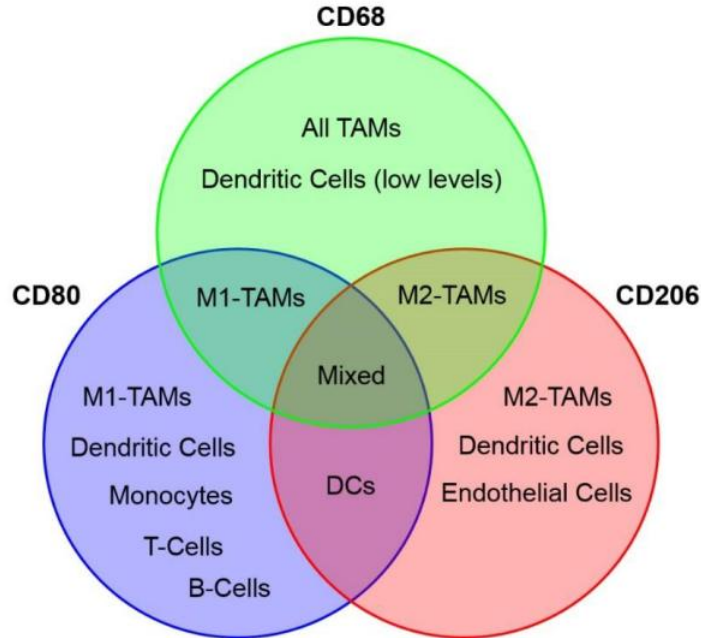 CD68
All TAMs
Dendritic Cells (low levels)
CD80
M1-TAMs
M2-TAMs
CD206
Mixed
M1-TAMs
Dendritic Cells
Monocytes
T-Cells
B-Cells
DCs
M2-TAMs
Dendritic Cells
Endothelial Cells